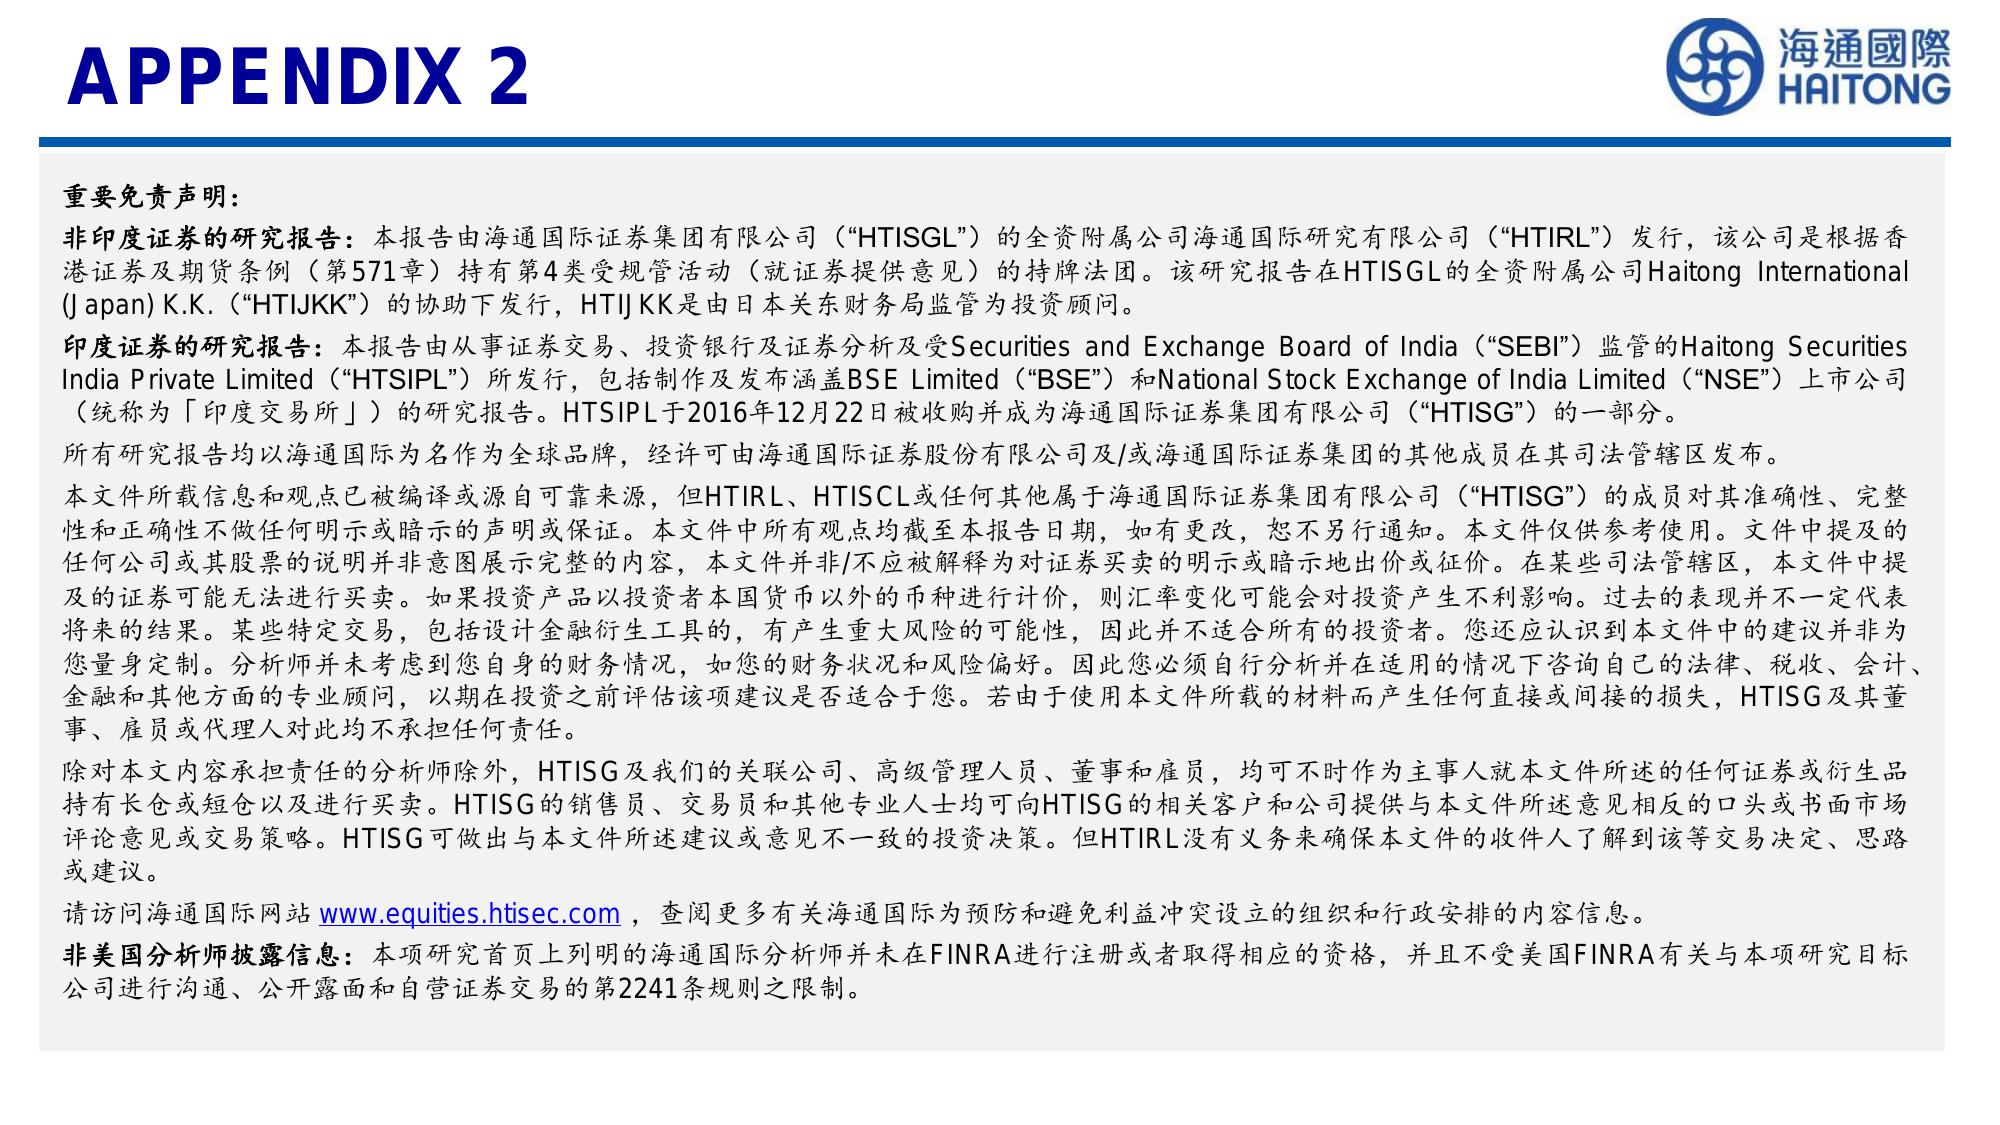 APPENDIX 2
海通國際
HAITONG
重要免责声明：
非印度证券的研究报告：本报告由海通国际证券集团有限公司（“HTISGL”）的全资附属公司海通国际研究有限公司（“HTIRL”）发行，该公司是根据香
港证券及期货条例（第571章）持有第4类受规管活动（就证券提供意见）的持牌法团。该研究报告在HTISGL的全资附属公司Haitong International
(Japan) K.K.（“HTIJKK”）的协助下发行，HTIJKK是由日本关东财务局监管为投资顾问。
印度证券的研究报告：本报告由从事证券交易、投资银行及证券分析及受Securities and Exchange Board of India（“SEBI”）监管的Haitong Securities
India Private Limited（“HTSIPL”）所发行，包括制作及发布涵盖BSE Limited（“BSE”）和National Stock Exchange of India Limited（“NSE”）上市公司
（统称为「印度交易所」）的研究报告。HTSIPL于2016年12月22日被收购并成为海通国际证券集团有限公司（“HTISG”）的一部分。
所有研究报告均以海通国际为名作为全球品牌，经许可由海通国际证券股份有限公司及/或海通国际证券集团的其他成员在其司法管辖区发布。
本文件所载信息和观点已被编译或源自可靠来源，但HTIRL、HTISCL或任何其他属于海通国际证券集团有限公司（“HTISG”）的成员对其准确性、完整
性和正确性不做任何明示或暗示的声明或保证。本文件中所有观点均截至本报告日期，如有更改，恕不另行通知。本文件仅供参考使用。文件中提及的
任何公司或其股票的说明并非意图展示完整的内容，本文件并非/不应被解释为对证券买卖的明示或暗示地出价或征价。在某些司法管辖区，本文件中提
及的证券可能无法进行买卖。如果投资产品以投资者本国货币以外的币种进行计价，则汇率变化可能会对投资产生不利影响。过去的表现并不一定代表
将来的结果。某些特定交易，包括设计金融衍生工具的，有产生重大风险的可能性，因此并不适合所有的投资者。您还应认识到本文件中的建议并非为
您量身定制。分析师并未考虑到您自身的财务情况，如您的财务状况和风险偏好。因此您必须自行分析并在适用的情况下咨询自己的法律、税收、会计、
金融和其他方面的专业顾问，以期在投资之前评估该项建议是否适合于您。若由于使用本文件所载的材料而产生任何直接或间接的损失，HTISG及其董
事、雇员或代理人对此均不承担任何责任。
除对本文内容承担责任的分析师除外，HTISG及我们的关联公司、高级管理人员、董事和雇员，均可不时作为主事人就本文件所述的任何证券或衍生品
持有长仓或短仓以及进行买卖。HTISG的销售员、交易员和其他专业人士均可向HTISG的相关客户和公司提供与本文件所述意见相反的口头或书面市场
评论意见或交易策略。HTISG可做出与本文件所述建议或意见不一致的投资决策。但HTIRL没有义务来确保本文件的收件人了解到该等交易决定、思路
或建议。
请访问海通国际网站 www.equities.htisec.com ，查阅更多有关海通国际为预防和避免利益冲突设立的组织和行政安排的内容信息。
非美国分析师披露信息：本项研究首页上列明的海通国际分析师并未在FINRA进行注册或者取得相应的资格，并且不受美国FINRA有关与本项研究目标
公司进行沟通、公开露面和自营证券交易的第2241条规则之限制。